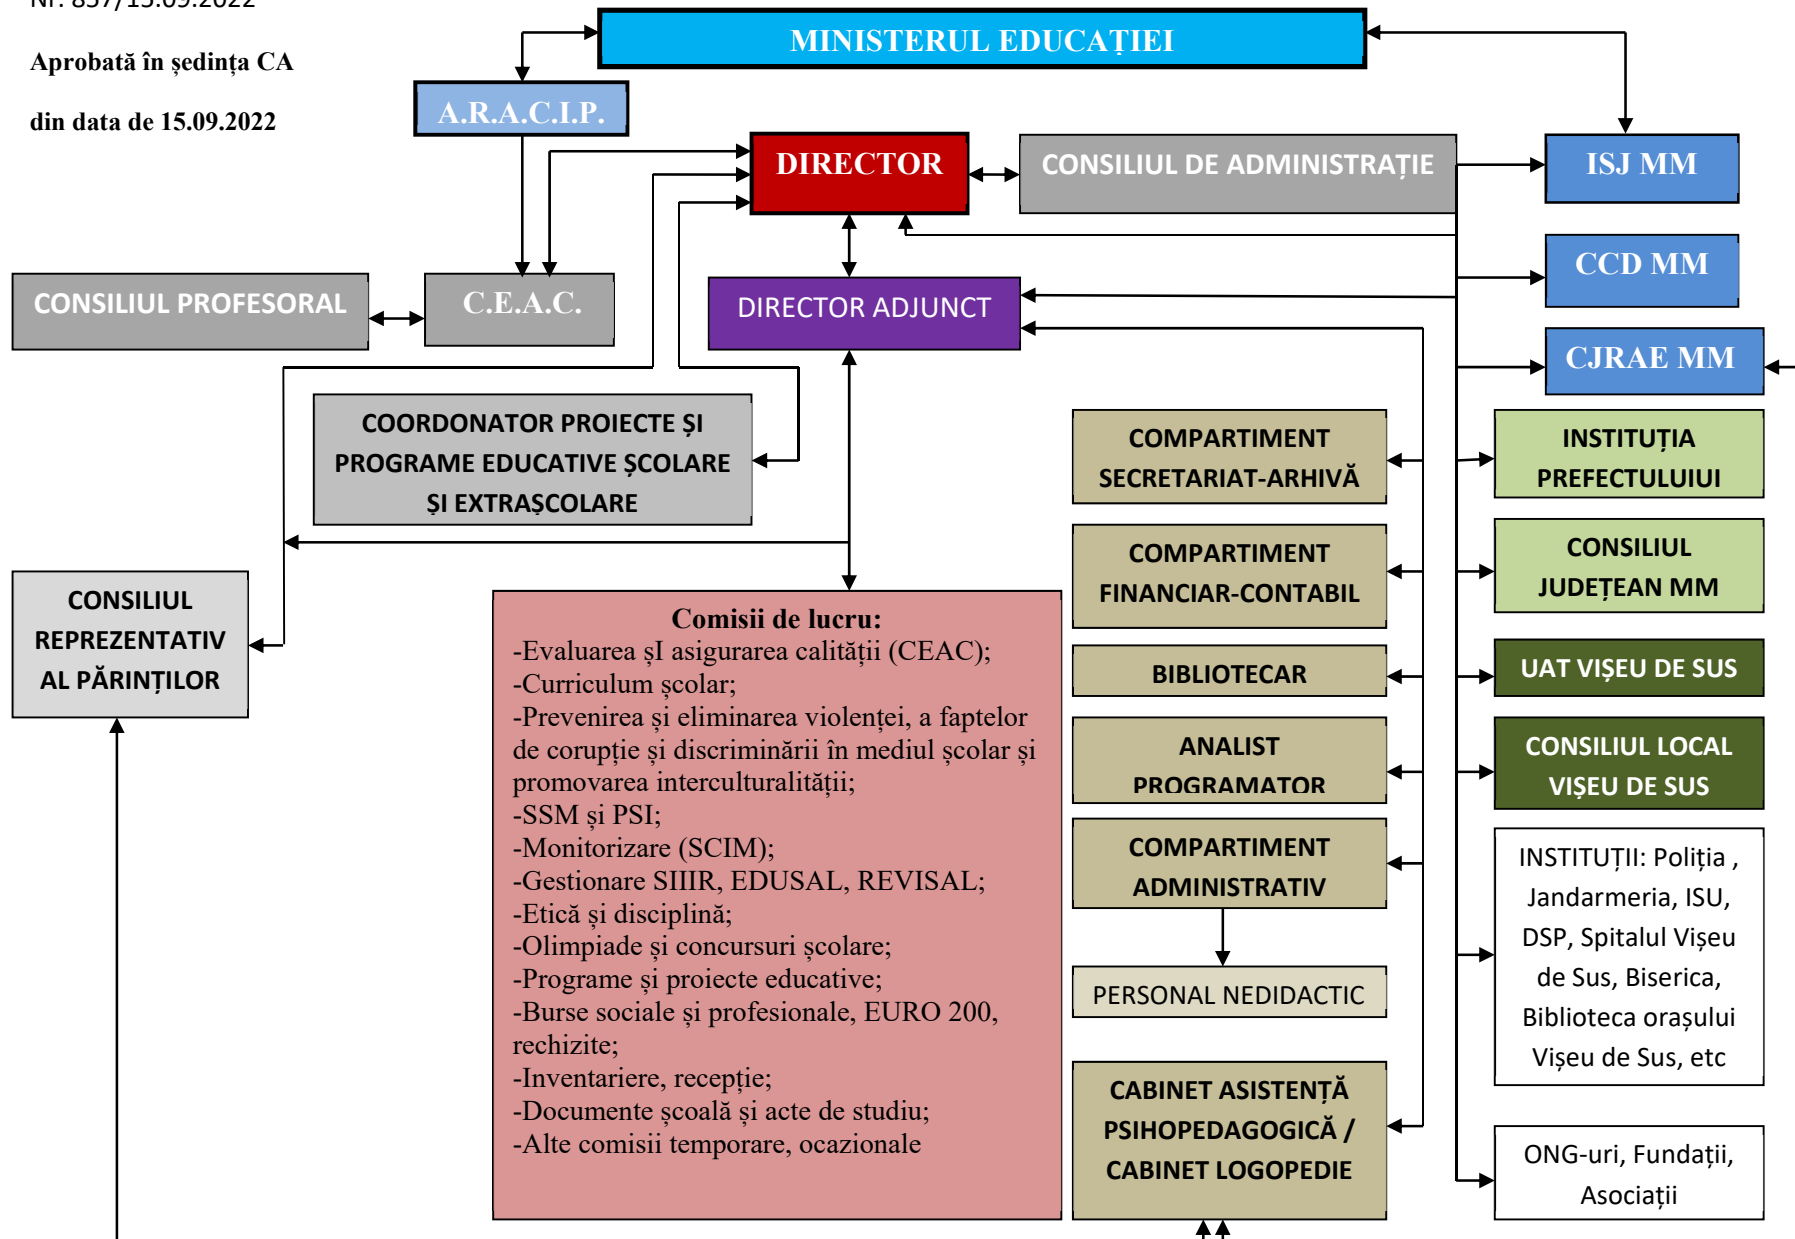 Nr. 857/15.09.2022
Aprobată în ședința CA
din data de 15.09.2022
MINISTERUL EDUCAȚIEI
A.R.A.C.I.P.
DIRECTOR
CONSILIUL DE ADMINISTRAȚIE
ISJ MM
CCD MM
CJRAE MM
CONSILIUL PROFESORAL
C.E.A.C.
DIRECTOR ADJUNCT
COORDONATOR PROIECTE ȘI
PROGRAME EDUCATIVE ȘCOLARE
ȘI EXTRAȘCOLARE
CONSILIUL
REPREZENTATIV
AL PĂRINȚILOR
Comisii de lucru:
-Evaluarea șI asigurarea calității (CEAC);
-Curriculum școlar;
-Prevenirea și eliminarea violenței, a faptelor
de corupție și discriminării în mediul școlar și
promovarea interculturalității;
-SSM și PSI;
-Monitorizare (SCIM);
-Gestionare SIIIR, EDUSAL, REVISAL;
-Etică și disciplină;
-Olimpiade și concursuri școlare;
-Programe și proiecte educative;
-Burse sociale și profesionale, EURO 200,
rechizite;
-Inventariere, recepție;
-Documente școală și acte de studiu;
-Alte comisii temporare, ocazionale
COMPARTIMENT
SECRETARIAT-ARHIVĂ
COMPARTIMENT
FINANCIAR-CONTABIL
BIBLIOTECAR
ANALIST
PROGRAMATOR
COMPARTIMENT
ADMINISTRATIV
PERSONAL NEDIDACTIC
CABINET ASISTENȚĂ
PSIHOPEDAGOGICĂ /
CABINET LOGOPEDIE
INSTITUȚIA
PREFECTULUIUI
CONSILIUL
JUDEȚEAN MM
UAT VIȘEU DE SUS
CONSILIUL LOCAL
VIȘEU DE SUS
INSTITUȚII: Poliția ,
Jandarmeria, ISU,
DSP, Spitalul Vișeu
de Sus, Biserica,
Biblioteca orașului
Vișeu de Sus, etc
ONG-uri, Fundații,
Asociații